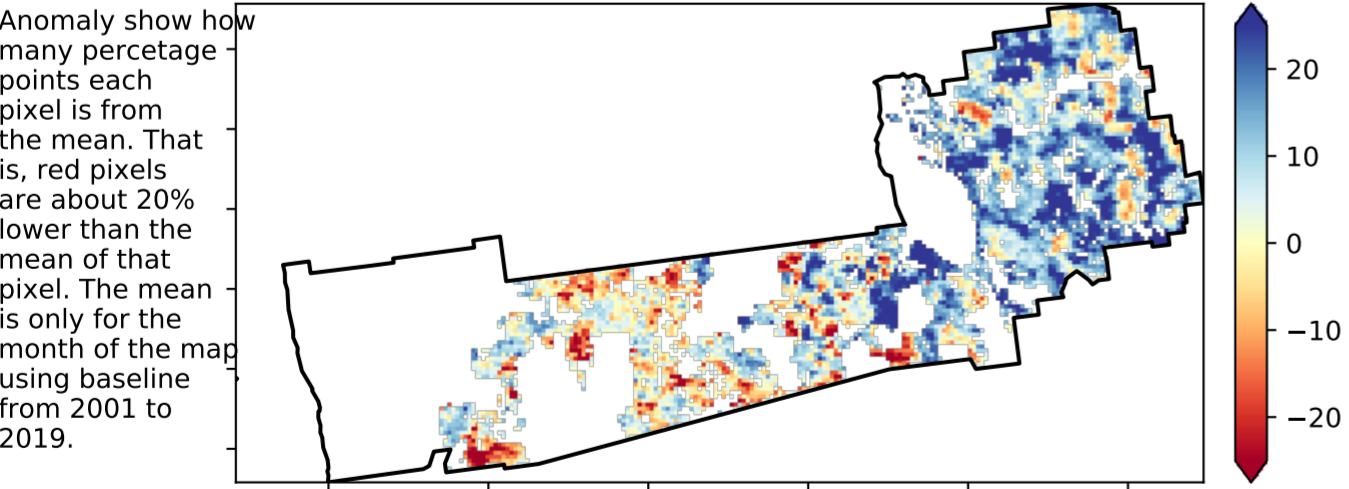 Anomaly show how
many percetage
points each
pixel is from
the mean. That
is, red pixels
are about 20%
lower than the
mean of that
pixel. The mean
is only for the
month of the map
using baseline
from 2001 to
2019.
20
10
0
−10
−20